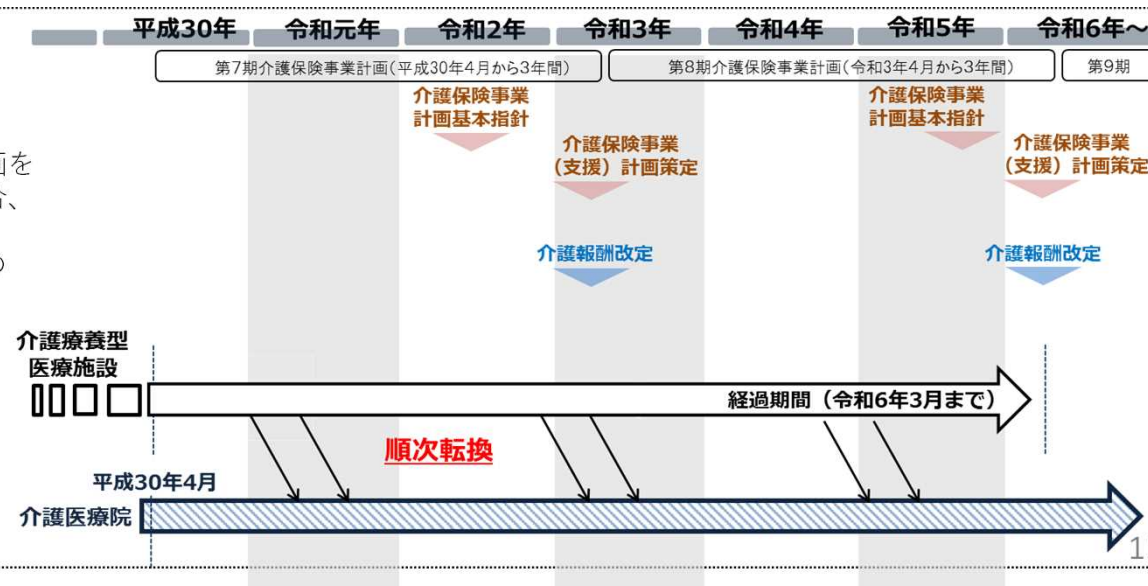 平成30年 令和元年 令和2年 令和3年 令和4年 令和5年 令和6年～
第7期介護保険事業計画(平成30年4月から3年間) 第8期介護保険事業計画(令和3年4月から3年間) 第9期
介護保険事業
計画基本指針
介護保険事業
計画基本指針
介護保険事業
（支援）計画策定
介護保険事業
（支援）計画策定
画を
合、
の
介護報酬改定
介護報酬改定
介護療養型
医療施設
経過期間（令和6年3月まで）
順次転換
平成30年4月
介護医療院
1